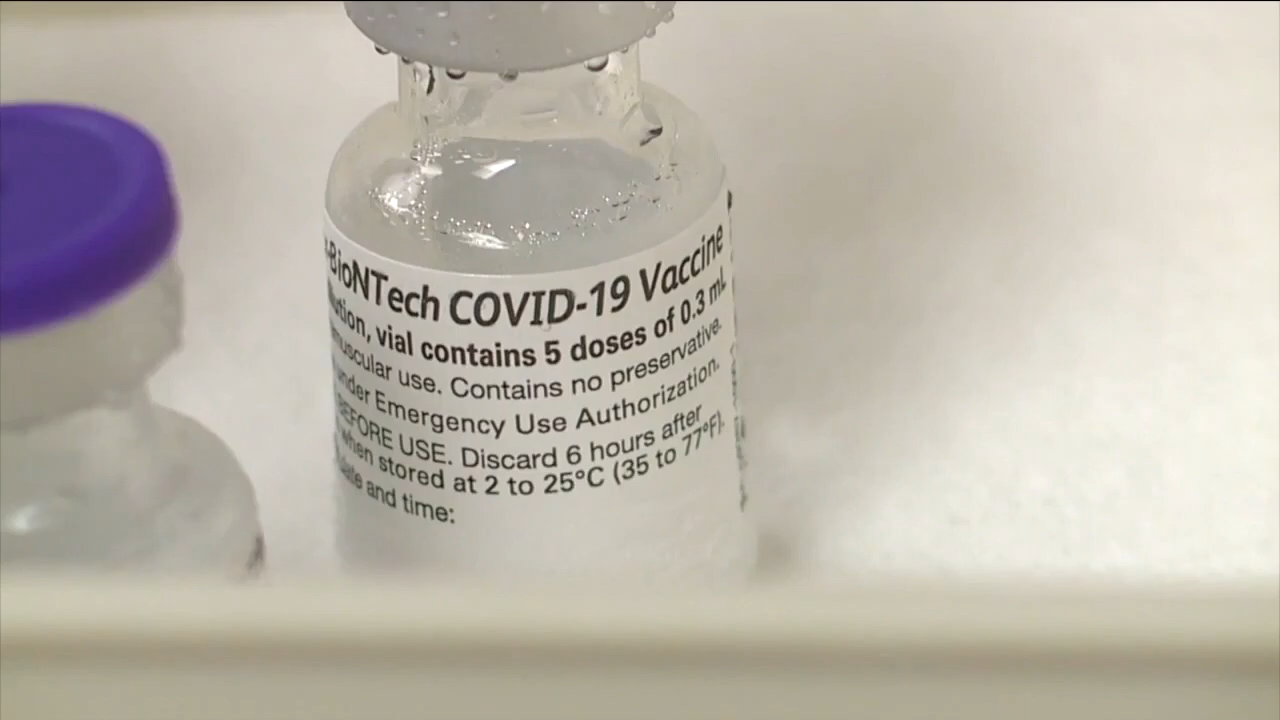 -BioNTech COVID-19 Vaccine
ution, vial contains 5 doses of 0.3 mL
muscular use. Contains no preservative.
under Emergency Use Authorization.
BEFORE USE. Discard 6 hours after
when stored at 2 to 25°C (35 to 77°F).
date and time: